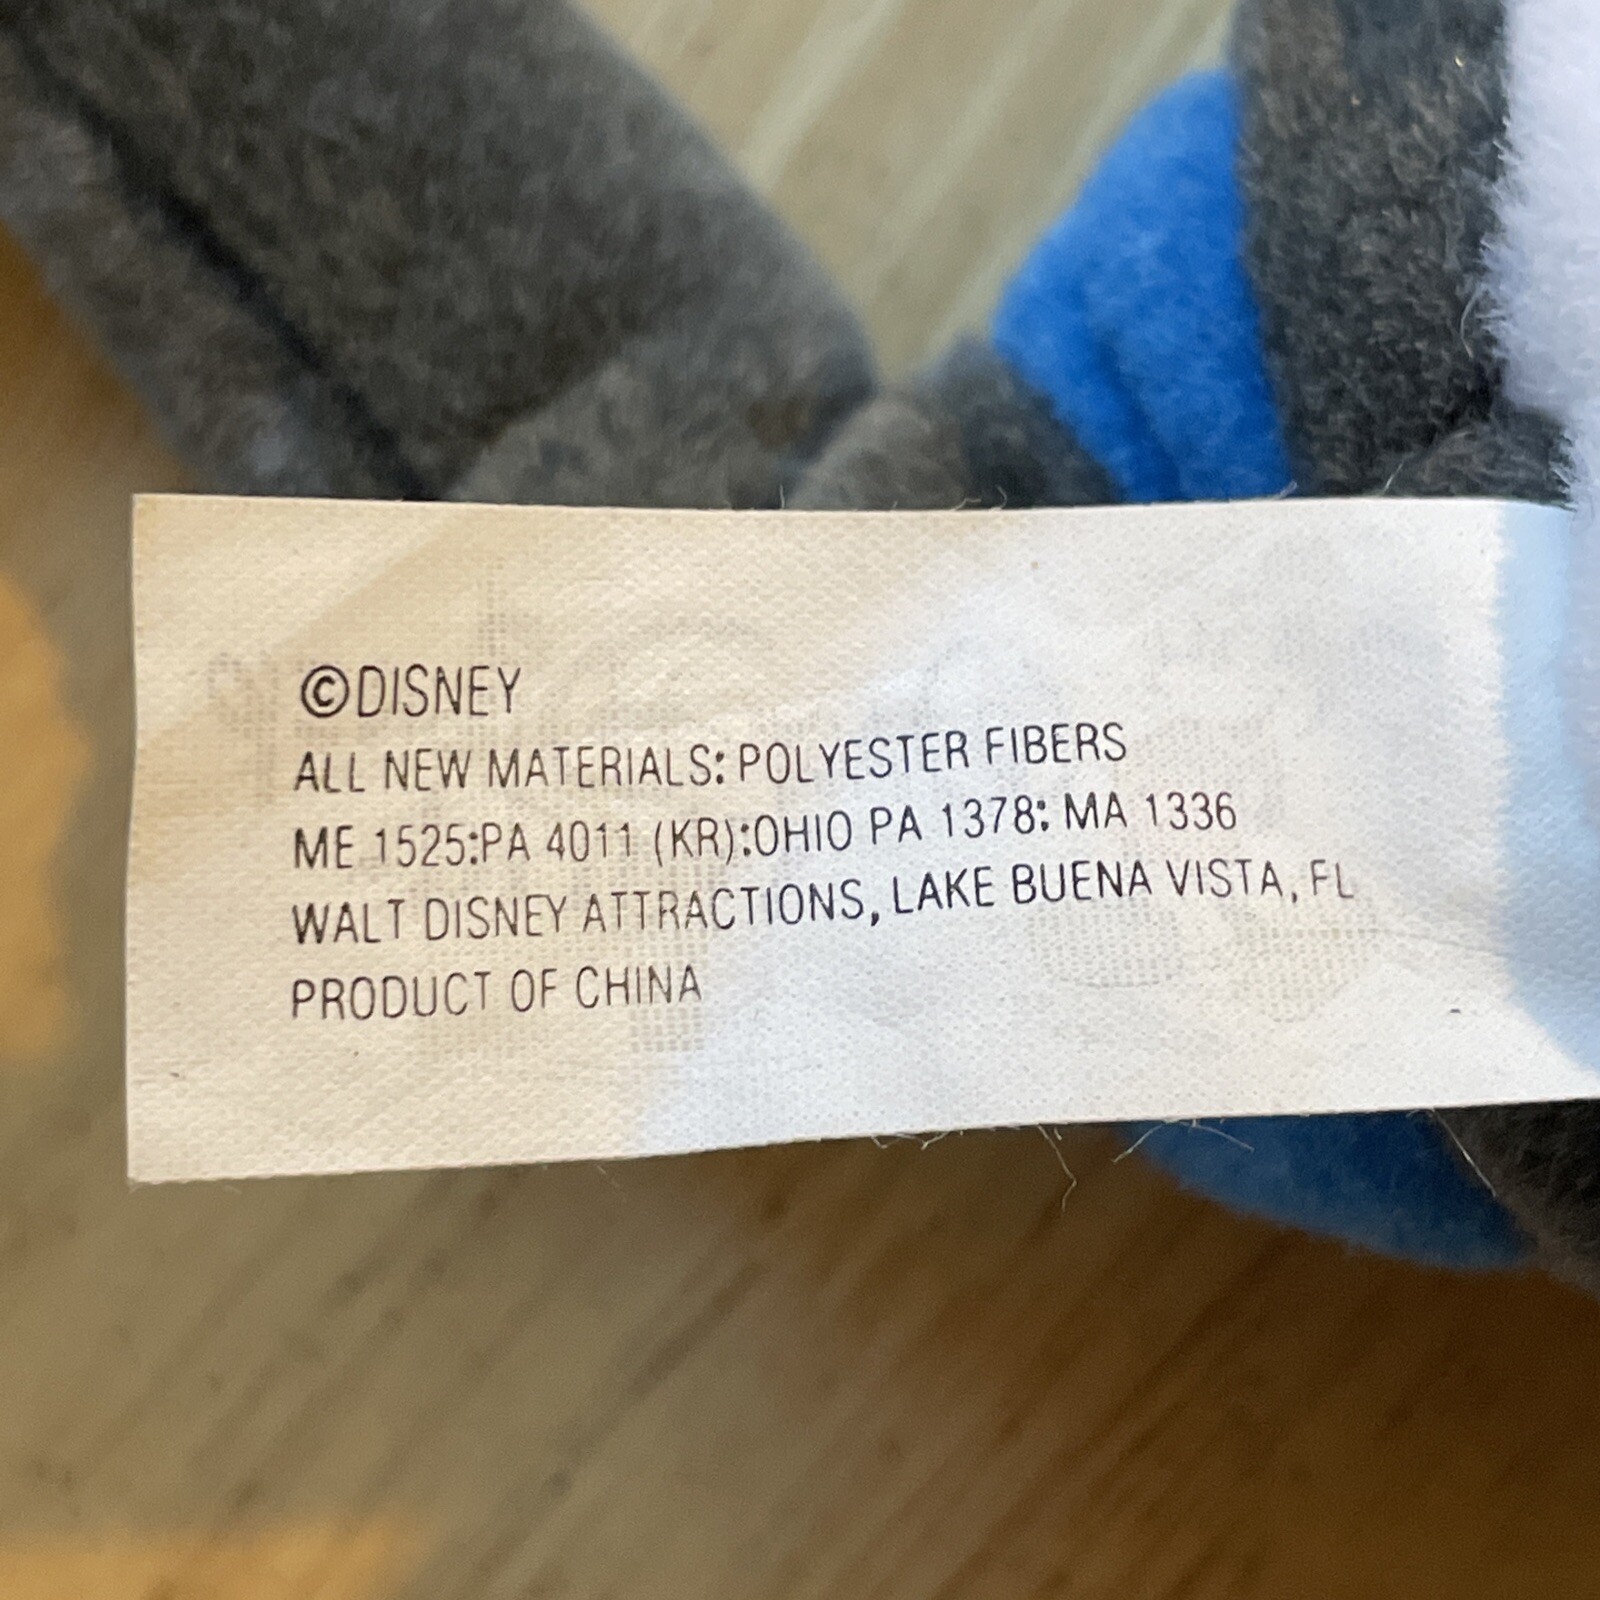 ©DISNEY
ALL NEW MATERIALS: POLYESTER FIBERS
ME 1525:PA 4011 (KR):OHIO PA 1378: MA 1336
WALT DISNEY ATTRACTIONS, LAKE BUENA VISTA, FL
PRODUCT OF CHINA